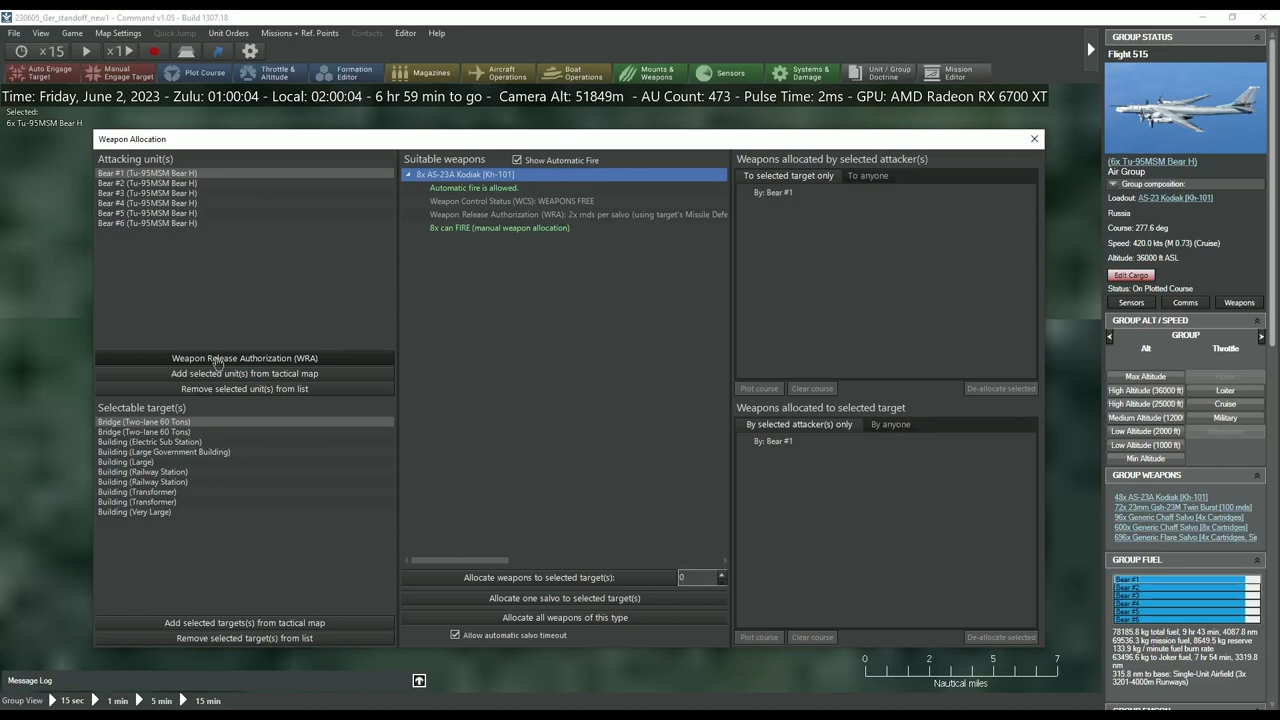 230605_Ger_standoff_new1 - Command v1.05 - Build 1307.18
File View Game Map Settings Quick Jump Unit Orders Missions + Ref. Points Contacts Editor Help
x15 x1
Auto Engage Target
Manual Engage Target
Plot Course
Throttle & Altitude
Formation Editor
Magazines
Aircraft Operations
Boat Operations
Mounts & Weapons
Sensors
Systems & Damage
Unit / Group Doctrine
Mission Editor
Time: Friday, June 2, 2023 - Zulu: 01:00:04 - Local: 02:00:04 - 6 hr 59 min to go - Camera Alt: 51849m - AU Count: 473 - Pulse Time: 2ms - GPU: AMD Radeon RX 6700 XT
Selected:
6x Tu-95MSM Bear H
Weapon Allocation
Attacking unit(s)
Bear #1 (Tu-95MSM Bear H)
Bear #2 (Tu-95MSM Bear H)
Bear #3 (Tu-95MSM Bear H)
Bear #4 (Tu-95MSM Bear H)
Bear #5 (Tu-95MSM Bear H)
Bear #6 (Tu-95MSM Bear H)
Weapon Release Authorization (WRA)
Add selected unit(s) from tactical map
Remove selected unit(s) from list
Selectable target(s)
Bridge (Two-lane 60 Tons)
Bridge (Two-lane 60 Tons)
Building (Electric Sub Station)
Building (Large Government Building)
Building (Large)
Building (Railway Station)
Building (Railway Station)
Building (Transformer)
Building (Transformer)
Building (Very Large)
Add selected targets(s) from tactical map
Remove selected target(s) from list
Suitable weapons
Show Automatic Fire
8x AS-23A Kodiak [Kh-101]
Automatic fire is allowed.
Weapon Control Status (WCS): WEAPONS FREE
Weapon Release Authorization (WRA): 2x rnds per salvo (using target's Missile Defe
8x can FIRE (manual weapon allocation)
Allocate weapons to selected target(s): 0
Allocate one salvo to selected target(s)
Allocate all weapons of this type
Allow automatic salvo timeout
Weapons allocated by selected attacker(s)
To selected target only To anyone
By: Bear #1
Plot course Clear course De-allocate selected
Weapons allocated to selected target
By selected attacker(s) only By anyone
By: Bear #1
Plot course Clear course De-allocate selected
0 2 5 7
Nautical miles
Message Log
Group View 15 sec 1 min 5 min 15 min
GROUP STATUS
Flight 515
(6x Tu-95MSM Bear H)
Air Group
Group composition:
Loadout: AS-23 Kodiak [Kh-101]
Russia
Course: 277.6 deg
Speed: 420.0 kts (M 0.73) (Cruise)
Altitude: 36000 ft ASL
Edit Cargo
Status: On Plotted Course
Sensors Comms Weapons
GROUP ALT / SPEED
GROUP
Alt Throttle
Max Altitude
High Altitude (36000 ft) Loiter
High Altitude (25000 ft) Cruise
Medium Altitude (1200 Military
Low Altitude (2000 ft)
Low Altitude (1000 ft)
Min Altitude
GROUP WEAPONS
48x AS-23A Kodiak [Kh-101]
72x 23mm Gsh-23M Twin Burst [100 rnds]
96x Generic Chaff Salvo [4x Cartridges]
600x Generic Chaff Salvo [8x Cartridges]
696x Generic Flare Salvo [4x Cartridges, Si
GROUP FUEL
Bear #1
Bear #2
Bear #3
Bear #4
Bear #5
Bear #6
78185.8 kg total fuel, 9 hr 43 min, 4087.8 nm
69536.3 kg mission fuel, 8649.5 kg reserve
133.9 kg / minute fuel burn rate
63496.6 kg to Joker fuel, 7 hr 54 min, 3319.8
nm
315.8 nm to base: Single-Unit Airfield (3x
3201-4000m Runways)